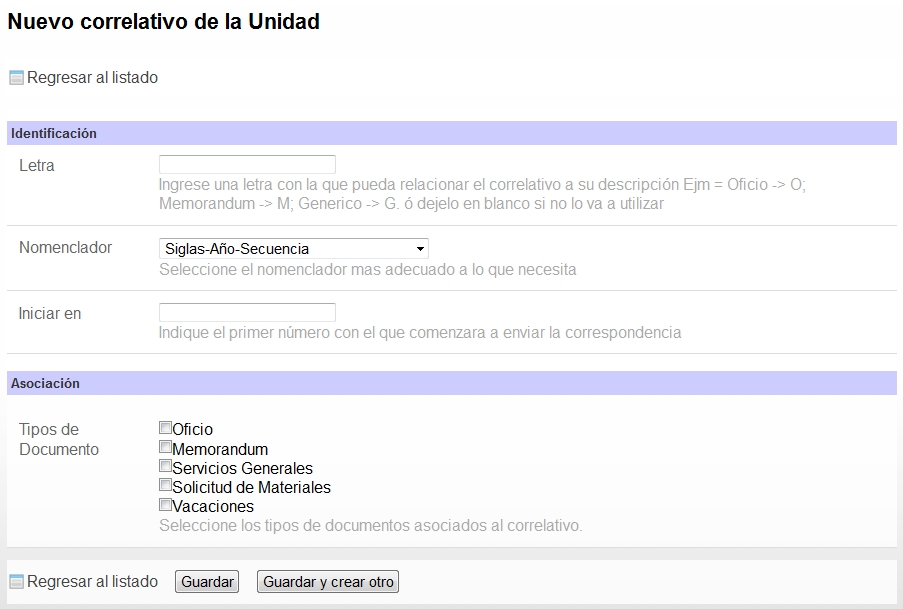 Nuevo correlativo de la Unidad
Regresar al listado
Identificación
Letra
Ingrese una letra con la que pueda relacionar el correlativo a su descripción Ejm = Oficio -> O;
Memorandum -> M; Generico -> G. ó dejelo en blanco si no lo va a utilizar
Nomenclador
Siglas-Año-Secuencia
Seleccione el nomenclador mas adecuado a lo que necesita
Iniciar en
Indique el primer número con el que comenzara a enviar la correspondencia
Asociación
Tipos de
Documento
Oficio
Memorandum
Servicios Generales
Solicitud de Materiales
Vacaciones
Seleccione los tipos de documentos asociados al correlativo.
Regresar al listado Guardar Guardar y crear otro